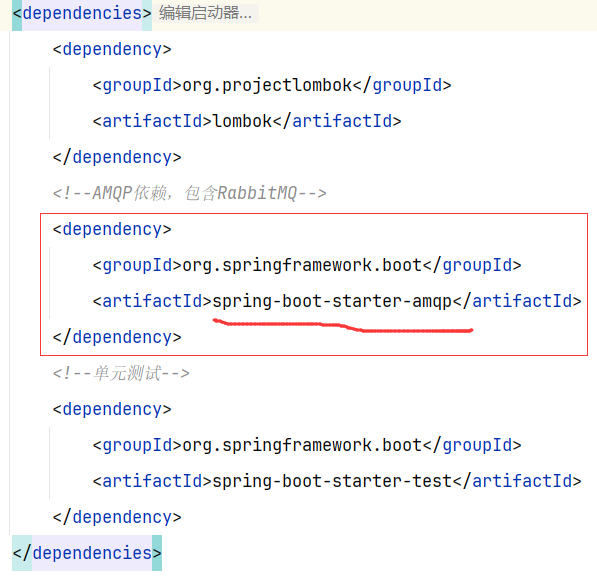 <dependencies> 编辑启动器...
<dependency>
<groupId>org.projectlombok</groupId>
<artifactId>lombok</artifactId>
</dependency>
<!--AMQP依赖，包含RabbitMQ-->
<dependency>
<groupId>org.springframework.boot</groupId>
<artifactId>spring-boot-starter-amqp</artifactId>
</dependency>
<!--单元测试-->
<dependency>
<groupId>org.springframework.boot</groupId>
<artifactId>spring-boot-starter-test</artifactId>
</dependency>
</dependencies>